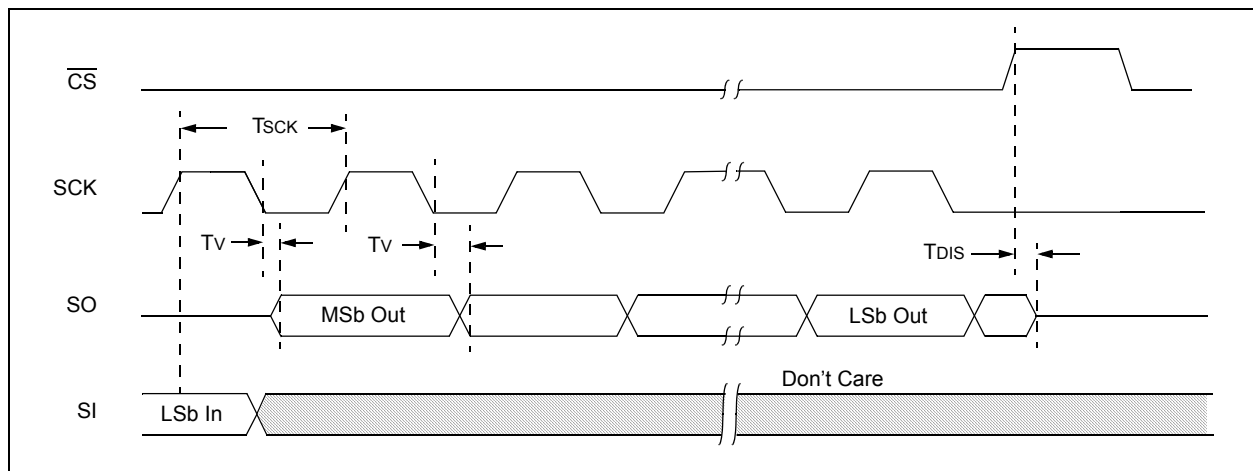 CS
TSCK
SCK
TV
TV
TDIS
SO
MSb Out
LSb Out
Don't Care
SI
LSb In